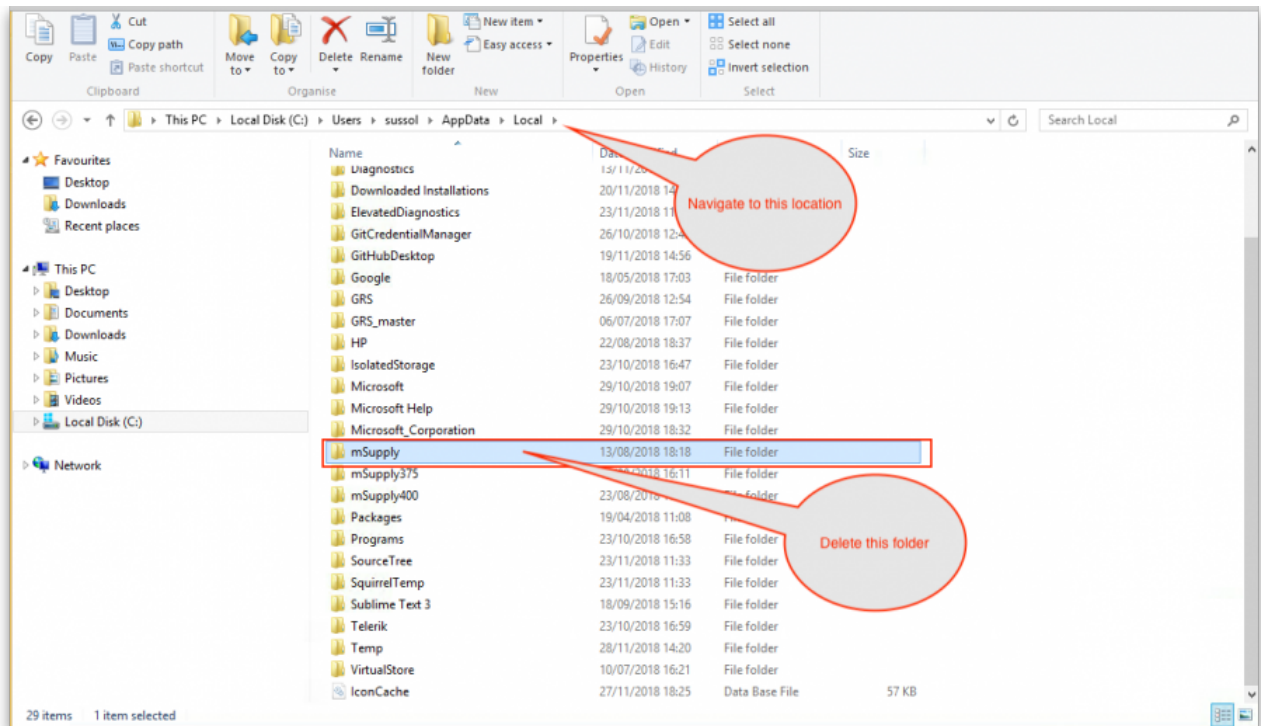 Cut
Copy path
Paste shortcut
Copy
Paste
Clipboard
Move to
Copy to
Delete
Rename
Organise
New folder
New item
Easy access
New
Properties
Open
Edit
History
Open
Select all
Select none
Invert selection
Select
This PC Local Disk (C:) Users sussol AppData Local
Search Local
Favourites
Desktop
Downloads
Recent places
This PC
Desktop
Documents
Downloads
Music
Pictures
Videos
Local Disk (C:)
Network
Name Size
Diagnostics
Downloaded Installations 20/11/2018
ElevatedDiagnostics 23/11/2018
GitCredentialManager 26/10/2018
GitHubDesktop 19/11/2018 14:56
Google 18/05/2018 17:03 File folder
GRS 26/09/2018 12:54 File folder
GRS_master 06/07/2018 17:07 File folder
HP 22/08/2018 18:37 File folder
IsolatedStorage 23/10/2018 16:47 File folder
Microsoft 29/10/2018 19:07 File folder
Microsoft Help 29/10/2018 19:13 File folder
Microsoft_Corporation 29/10/2018 18:32 File folder
mSupply 13/08/2018 18:18 File folder
mSupply375 16:11 File folder
mSupply400 File folder
Packages 19/04/2018 11:08
Programs 23/10/2018 16:58 File folder
SourceTree 23/11/2018 11:33 File folder
SquirrelTemp 23/11/2018 11:33 File folder
Sublime Text 3 18/09/2018 15:16 File folder
Telerik 23/10/2018 16:59 File folder
Temp 28/11/2018 14:20 File folder
VirtualStore 10/07/2018 16:21 File folder
IconCache 27/11/2018 18:25 Data Base File 57 KB
Navigate to this location
Delete this folder
29 items 1 item selected